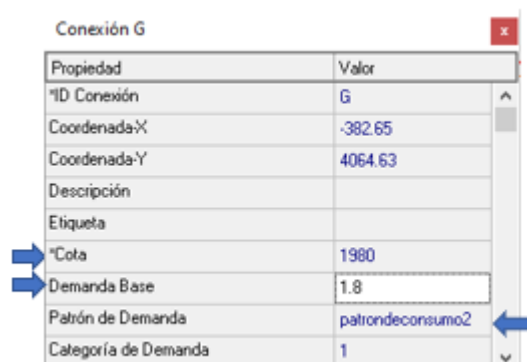 Conexión G
x
Propiedad Valor
*ID Conexión G
Coordenada-X -382.65
Coordenada-Y 4064.63
Descripción
Etiqueta
*Cota 1980
Demanda Base 1.8
Patrón de Demanda patrondeconsumo2
Categoría de Demanda 1